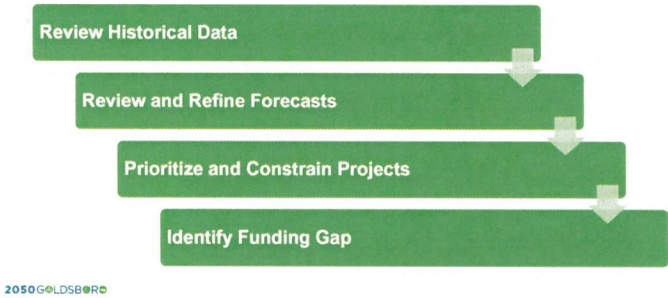 Review Historical Data
Review and Refine Forecasts
Prioritize and Constrain Projects
Identify Funding Gap
2050GOLDSBORO